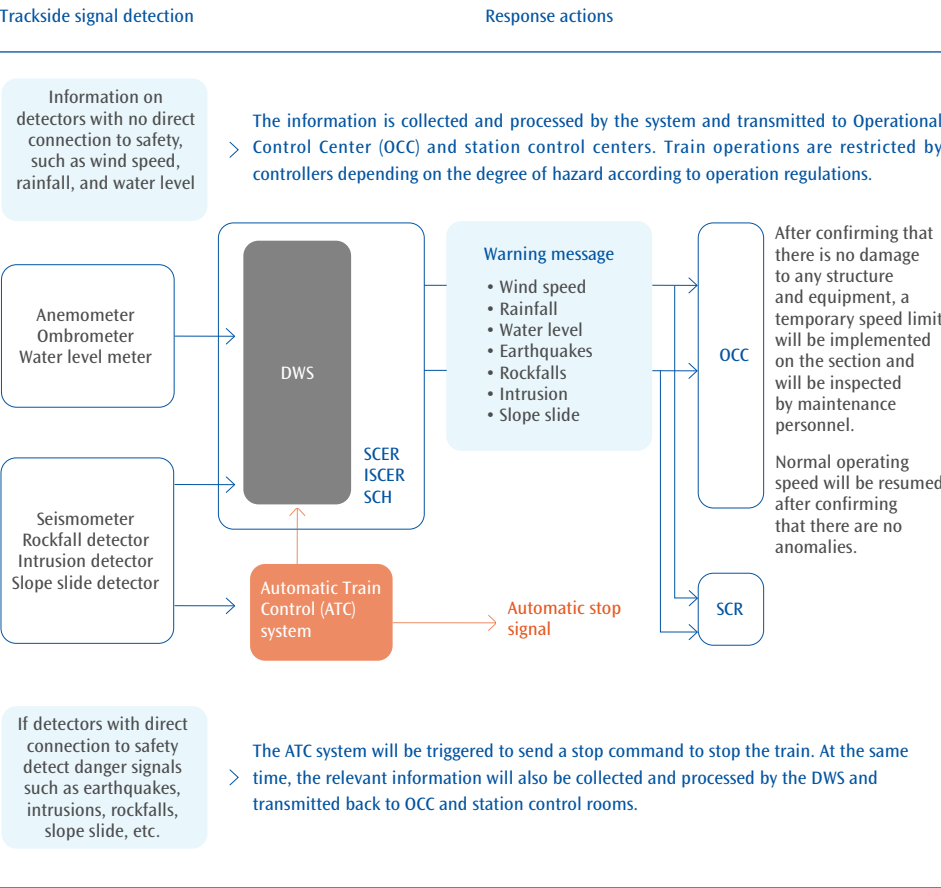 Trackside signal detection
Response actions
Information on
detectors with no direct
connection to safety,
such as wind speed,
rainfall, and water level
The information is collected and processed by the system and transmitted to Operational
Control Center (OCC) and station control centers. Train operations are restricted by
controllers depending on the degree of hazard according to operation regulations.
Anemometer
Ombrometer
Water level meter
Seismometer
Rockfall detector
Intrusion detector
Slope slide detector
DWS
SCER
ISCER
SCH
Automatic Train
Control (ATC)
system
Automatic stop
signal
Warning message
• Wind speed
• Rainfall
• Water level
• Earthquakes
• Rockfalls
• Intrusion
• Slope slide
OCC
SCR
After confirming that
there is no damage
to any structure
and equipment, a
temporary speed limit
will be implemented
on the section and
will be inspected
by maintenance
personnel.
Normal operating
speed will be resumed
after confirming
that there are no
anomalies.
If detectors with direct
connection to safety
detect danger signals
such as earthquakes,
intrusions, rockfalls,
slope slide, etc.
The ATC system will be triggered to send a stop command to stop the train. At the same
time, the relevant information will also be collected and processed by the DWS and
transmitted back to OCC and station control rooms.